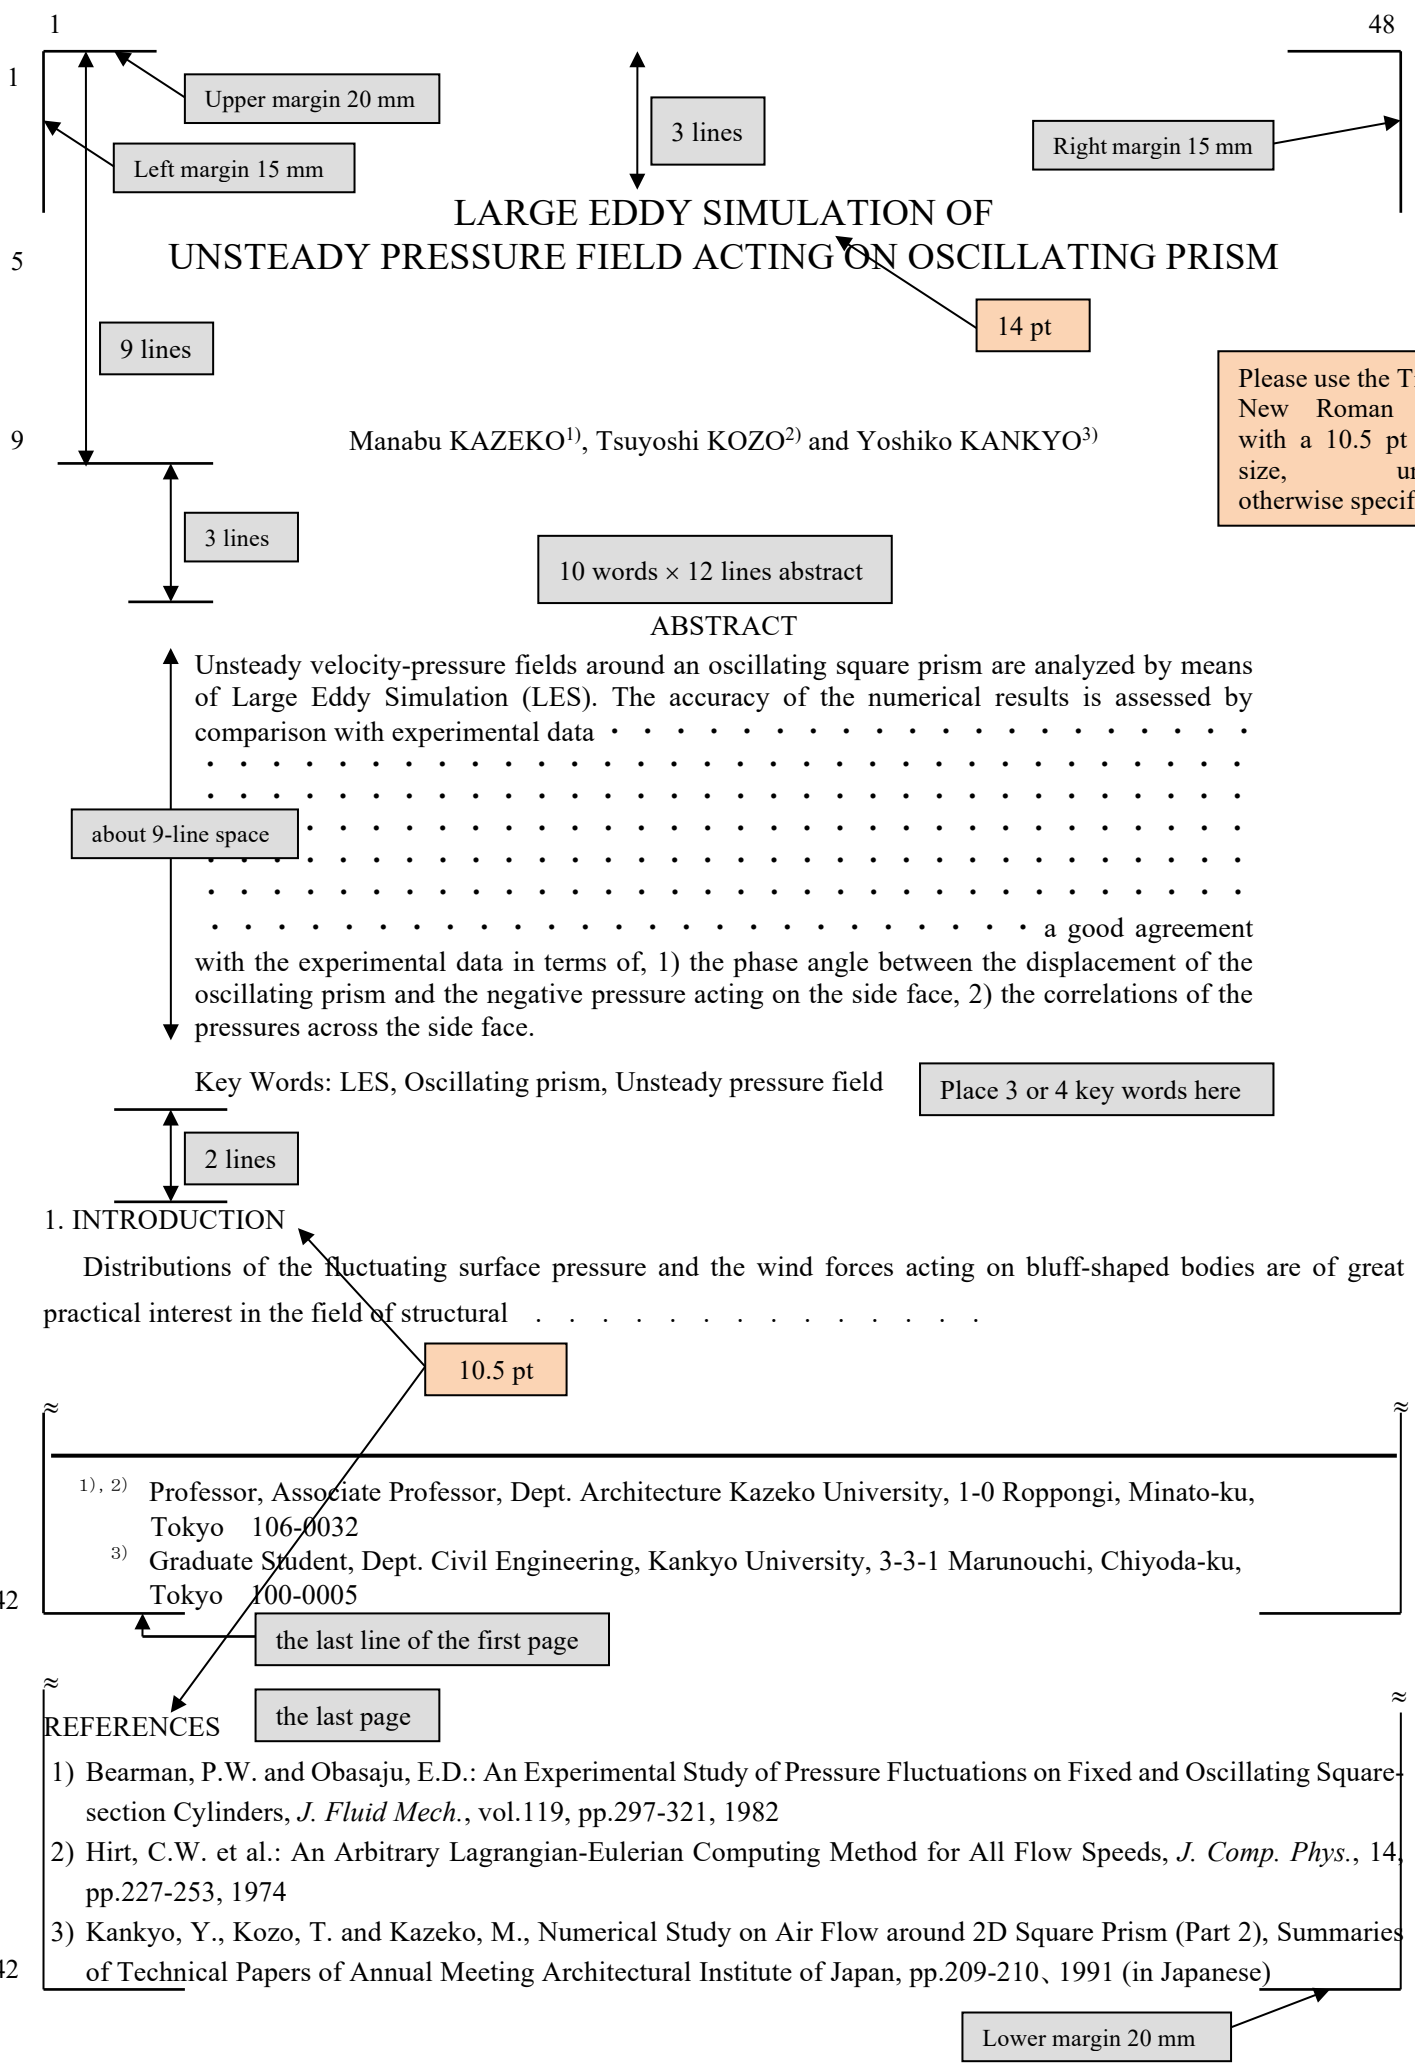 1
48
1
Upper margin 20 mm
3 lines
Right margin 15 mm
Left margin 15 mm
LARGE EDDY SIMULATION OF
5
UNSTEADY PRESSURE FIELD ACTING ON OSCILLATING PRISM
14 pt
9 lines
Please use the T
New Roman
with a 10.5 pt
size, un
otherwise specif
9
Manabu KAZEKO1), Tsuyoshi KOZO2) and Yoshiko KANKYO3)
3 lines
10 words × 12 lines abstract
ABSTRACT
Unsteady velocity-pressure fields around an oscillating square prism are analyzed by means
of Large Eddy Simulation (LES). The accuracy of the numerical results is assessed by
comparison with experimental data ・ ・ ・ ・ ・ ・ ・ ・ ・ ・ ・ ・ ・ ・ ・ ・ ・ ・ ・ ・
about 9-line space
・ ・ ・ ・ ・ ・ ・ ・ ・ ・ ・ ・ ・ ・ ・ ・ ・ ・ ・ ・ ・ ・ ・ ・ ・ a good agreement
with the experimental data in terms of, 1) the phase angle between the displacement of the
oscillating prism and the negative pressure acting on the side face, 2) the correlations of the
pressures across the side face.
Key Words: LES, Oscillating prism, Unsteady pressure field
Place 3 or 4 key words here
2 lines
1. INTRODUCTION
Distributions of the fluctuating surface pressure and the wind forces acting on bluff-shaped bodies are of great
practical interest in the field of structural . . . . . . . . . . . . . .
10.5 pt
≈ ≈
1), 2) Professor, Associate Professor, Dept. Architecture Kazeko University, 1-0 Roppongi, Minato-ku,
Tokyo 106-0032
3) Graduate Student, Dept. Civil Engineering, Kankyo University, 3-3-1 Marunouchi, Chiyoda-ku,
Tokyo 100-0005
42
the last line of the first page
≈ ≈
the last page
REFERENCES
1) Bearman, P.W. and Obasaju, E.D.: An Experimental Study of Pressure Fluctuations on Fixed and Oscillating Square-
section Cylinders, J. Fluid Mech., vol.119, pp.297-321, 1982
2) Hirt, C.W. et al.: An Arbitrary Lagrangian-Eulerian Computing Method for All Flow Speeds, J. Comp. Phys., 14,
pp.227-253, 1974
3) Kankyo, Y., Kozo, T. and Kazeko, M., Numerical Study on Air Flow around 2D Square Prism (Part 2), Summaries
42
of Technical Papers of Annual Meeting Architectural Institute of Japan, pp.209-210、1991 (in Japanese)
Lower margin 20 mm